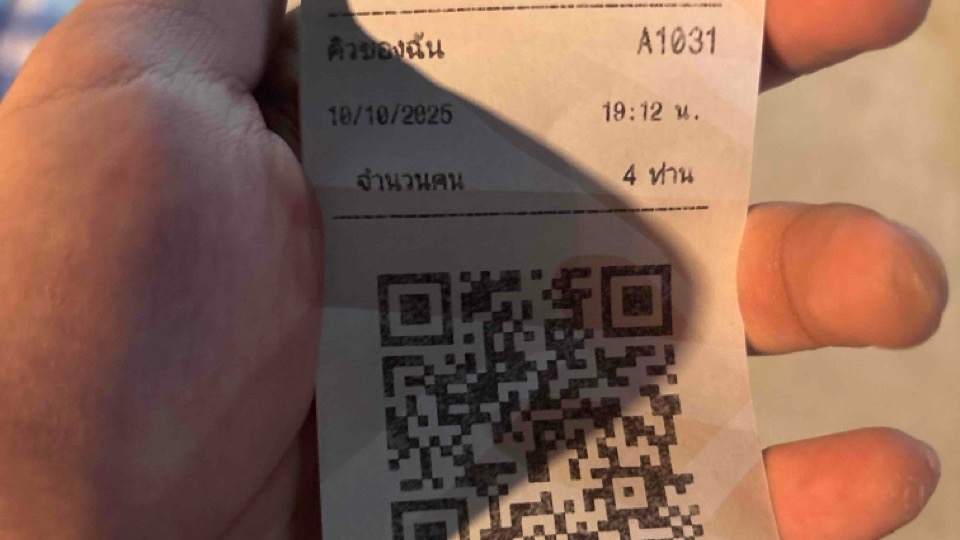 คิวของฉัน A1031
10/10/2025 19:12 น.
จำนวนคน 4 ท่าน